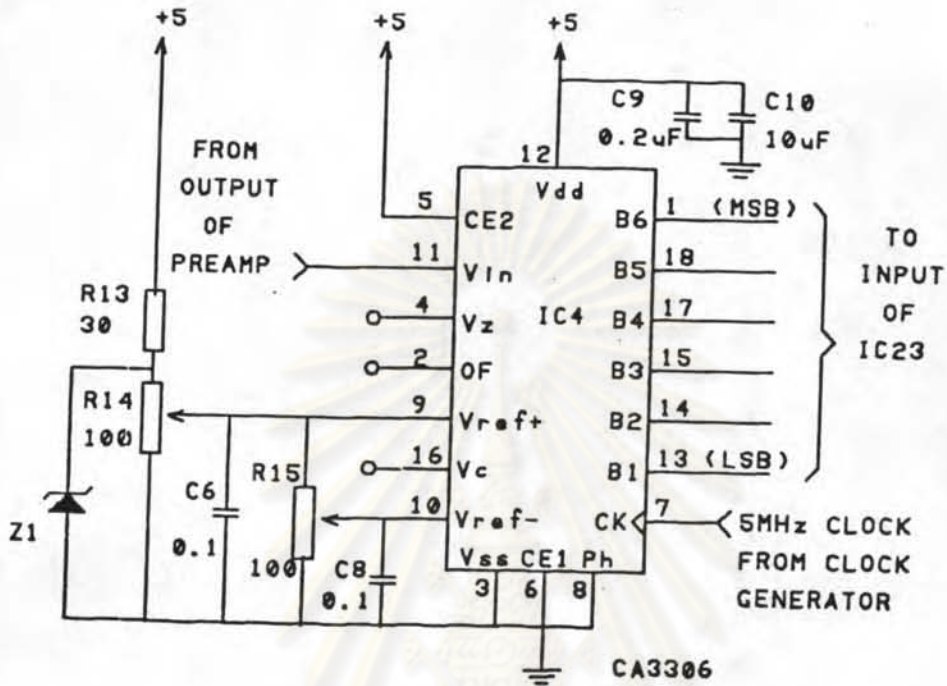 +5
+5
+5
C9
0.2uF
C10
10uF
FROM
OUTPUT
OF
PREAMP
12
Vdd
5
CE2
11
Vin
4
Vz
2
OF
9
Vref+
16
Vc
10
Vref-
IC4
B6
1
(MSB)
B5
18
B4
17
B3
15
B2
14
B1
13
(LSB)
CK
7
TO
INPUT
OF
IC23
R13
30
R14
100
Z1
C6
0.1
R15
100
C8
0.1
Vss
CE1
Ph
3
6
8
5MHz CLOCK
FROM CLOCK
GENERATOR
CA3306